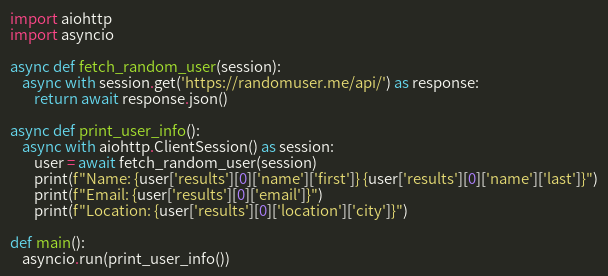 import aiohttp
import asyncio
async def fetch_random_user(session):
async with session.get('https://randomuser.me/api/') as response:
return await response.json()
async def print_user_info():
async with aiohttp.ClientSession() as session:
user = await fetch_random_user(session)
print(f"Name: {user['results'][0]['name']['first']} {user['results'][0]['name']['last']}")
print(f"Email: {user['results'][0]['email']}")
print(f"Location: {user['results'][0]['location']['city']}")
def main():
asyncio.run(print_user_info())